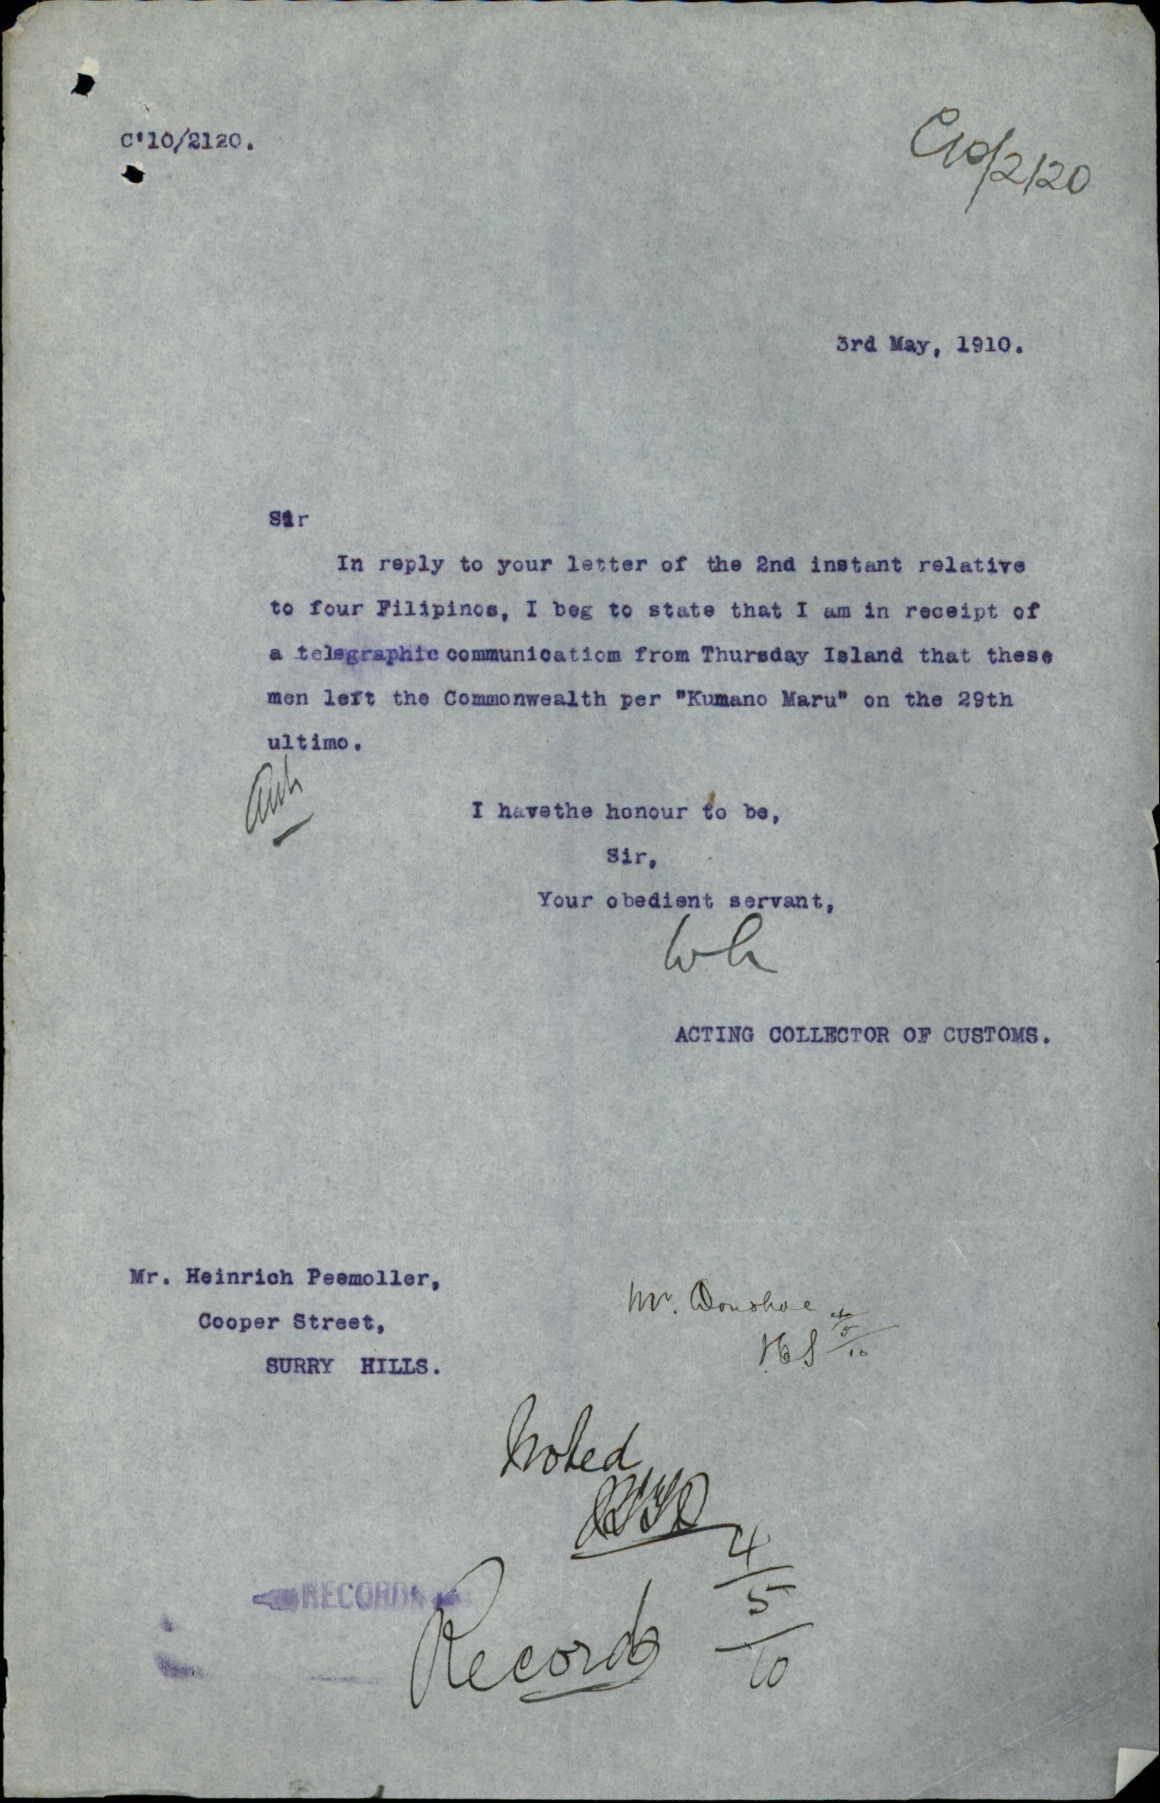 C'10/2120.
C10/2120
3rd May, 1910.
Sir
In reply to your letter of the 2nd instant relative
to four Filipinos, I beg to state that I am in receipt of
a telegraphic communication from Thursday Island that these
men left the Commonwealth per "Kumano Maru" on the 29th
ultimo.
I havethe honour to be,
Sir,
Your obedient servant,
ACTING COLLECTOR OF CUSTOMS.
Mr. Heinrich Peemoller,
Cooper Street,
SURRY HILLS.
Mr. Donohoe
4/5/10
Noted
4/5/10
RECORDS
Records